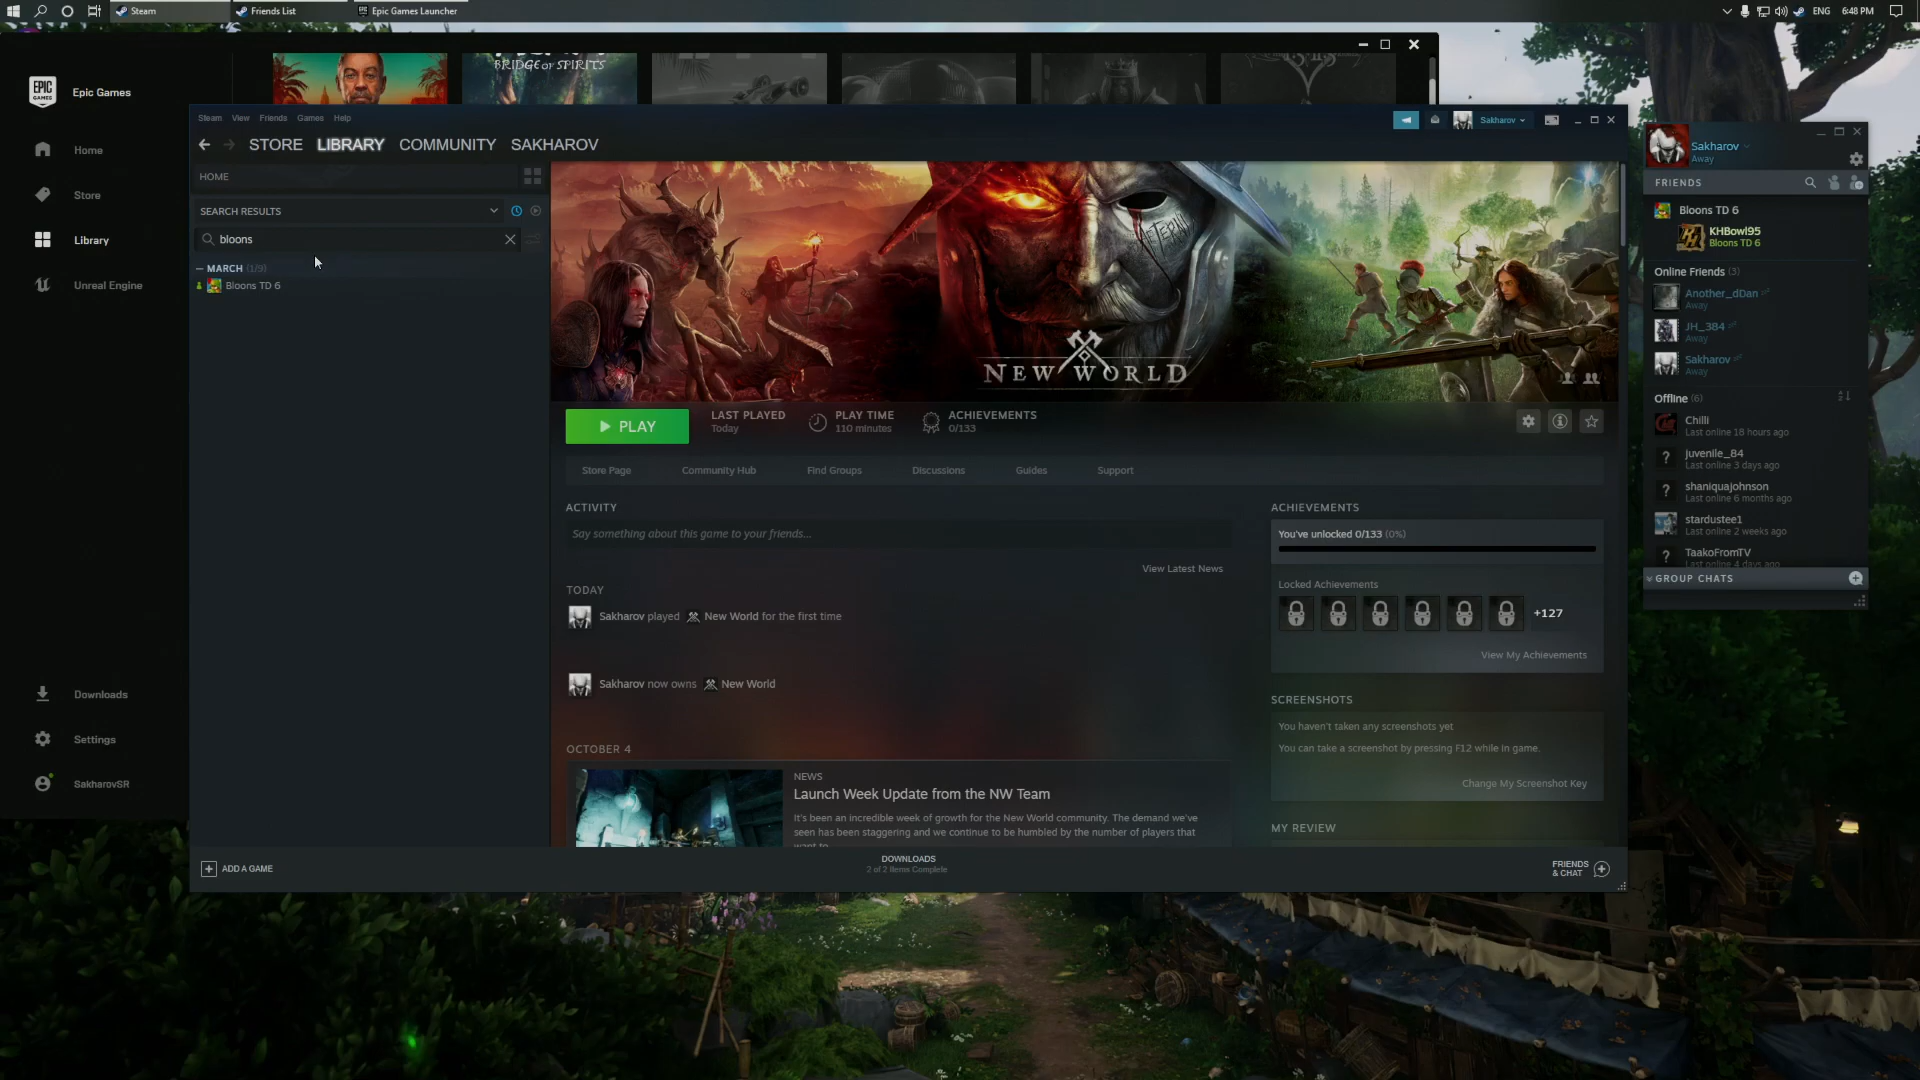 Steam
Friends List
Epic Games Launcher
ENG
6:48 PM
EPIC GAMES
Epic Games
BRIDGE OF SPIRITS
Home
Store
Library
Unreal Engine
Downloads
Settings
SakharovSR
Steam View Friends Games Help
Sakharov
STORE LIBRARY COMMUNITY SAKHAROV
HOME
SEARCH RESULTS
bloons
MARCH (1/9)
Bloons TD 6
ETERNUM
NEW WORLD
PLAY
LAST PLAYED
Today
PLAY TIME
110 minutes
ACHIEVEMENTS
0/133
Store Page
Community Hub
Find Groups
Discussions
Guides
Support
ACTIVITY
Say something about this game to your friends...
View Latest News
TODAY
Sakharov played New World for the first time
Sakharov now owns New World
OCTOBER 4
NEWS
Launch Week Update from the NW Team
It's been an incredible week of growth for the New World community. The demand we've
seen has been staggering and we continue to be humbled by the number of players that
want to
ACHIEVEMENTS
You've unlocked 0/133 (0%)
Locked Achievements
+127
View My Achievements
SCREENSHOTS
You haven't taken any screenshots yet
You can take a screenshot by pressing F12 while in game.
Change My Screenshot Key
MY REVIEW
ADD A GAME
DOWNLOADS
2 of 2 Items Complete
FRIENDS
& CHAT
Sakharov
Away
FRIENDS
Bloons TD 6
KHBowl95
Bloons TD 6
Online Friends (3)
Another_dDan
Away
JH_384
Away
Sakharov
Away
Offline (6)
Chilli
Last online 18 hours ago
juvenile_84
Last online 3 days ago
shaniquajohnson
Last online 6 months ago
stardustee1
Last online 2 weeks ago
TaakoFromTV
Last online 4 days ago
GROUP CHATS